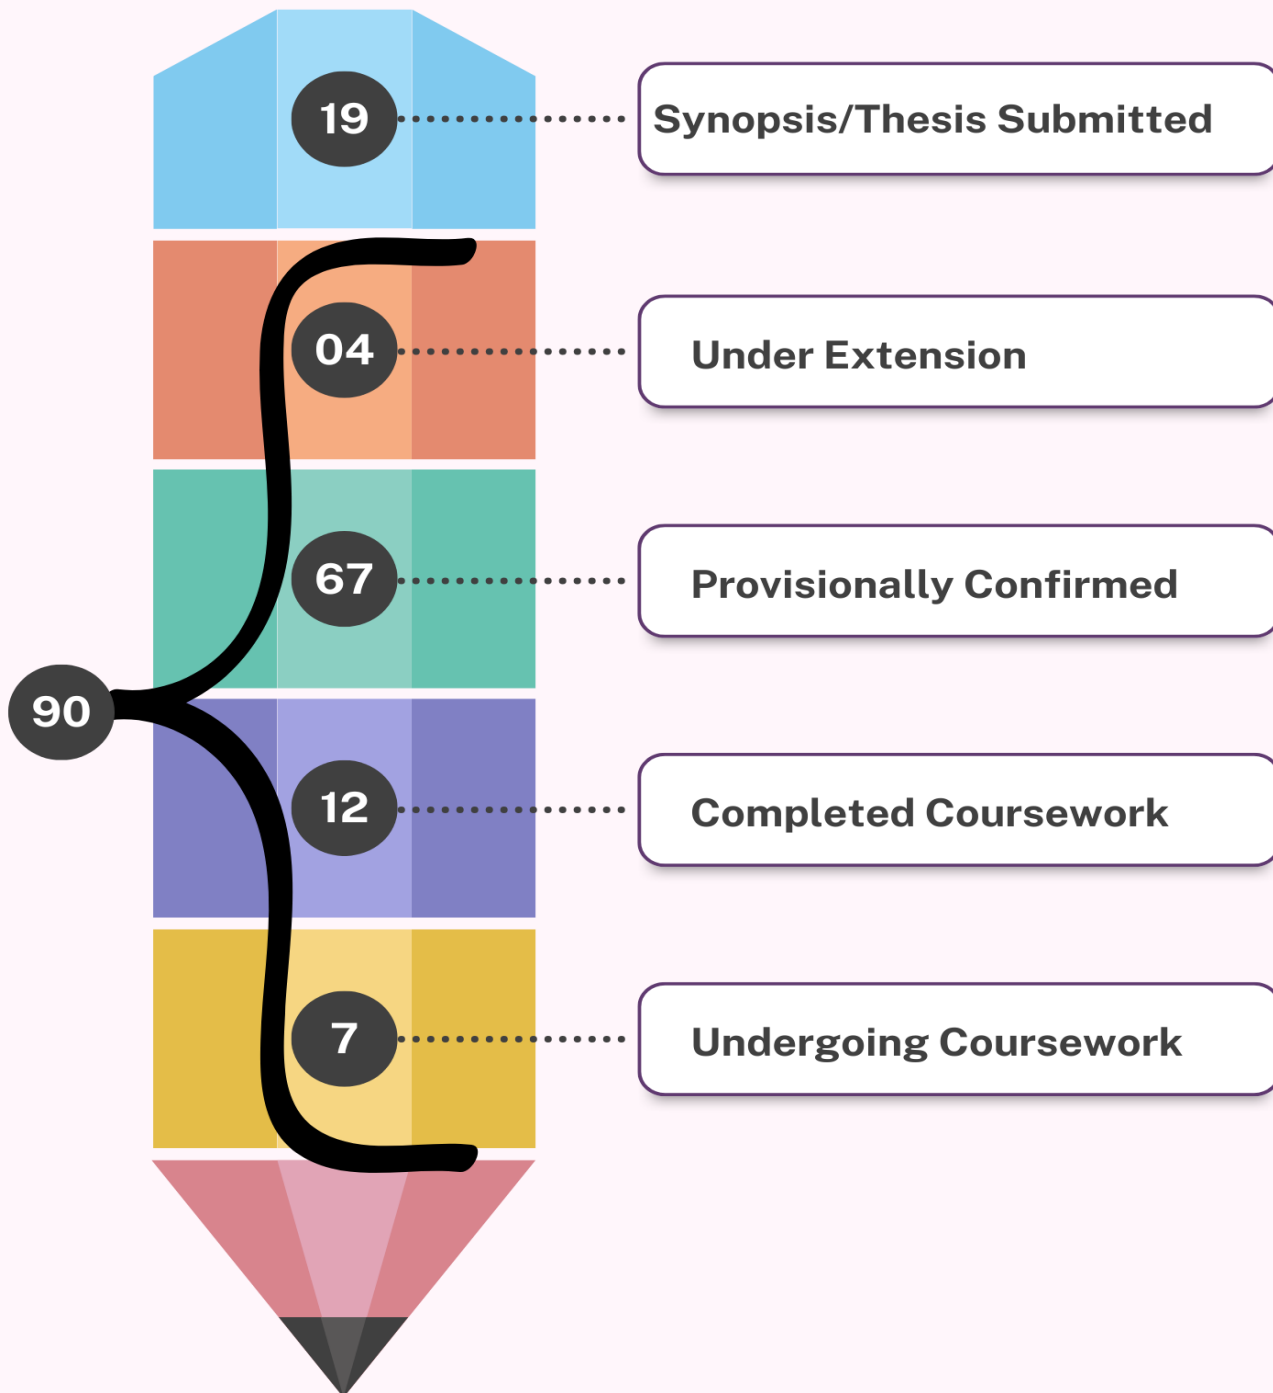 19
Synopsis/Thesis Submitted
04
Under Extension
67
Provisionally Confirmed
90
12
Completed Coursework
7
Undergoing Coursework